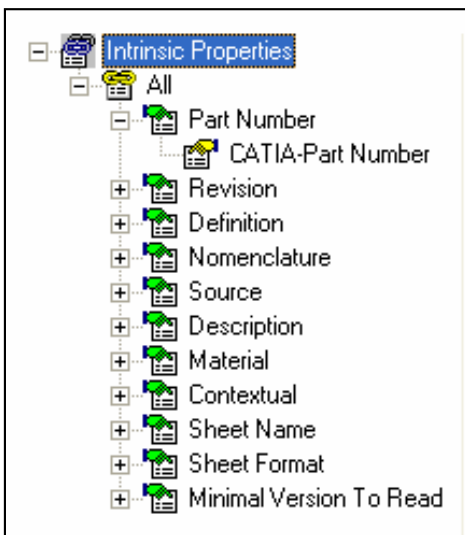 Intrinsic Properties
All
Part Number
CATIA-Part Number
Revision
Definition
Nomenclature
Source
Description
Material
Contextual
Sheet Name
Sheet Format
Minimal Version To Read